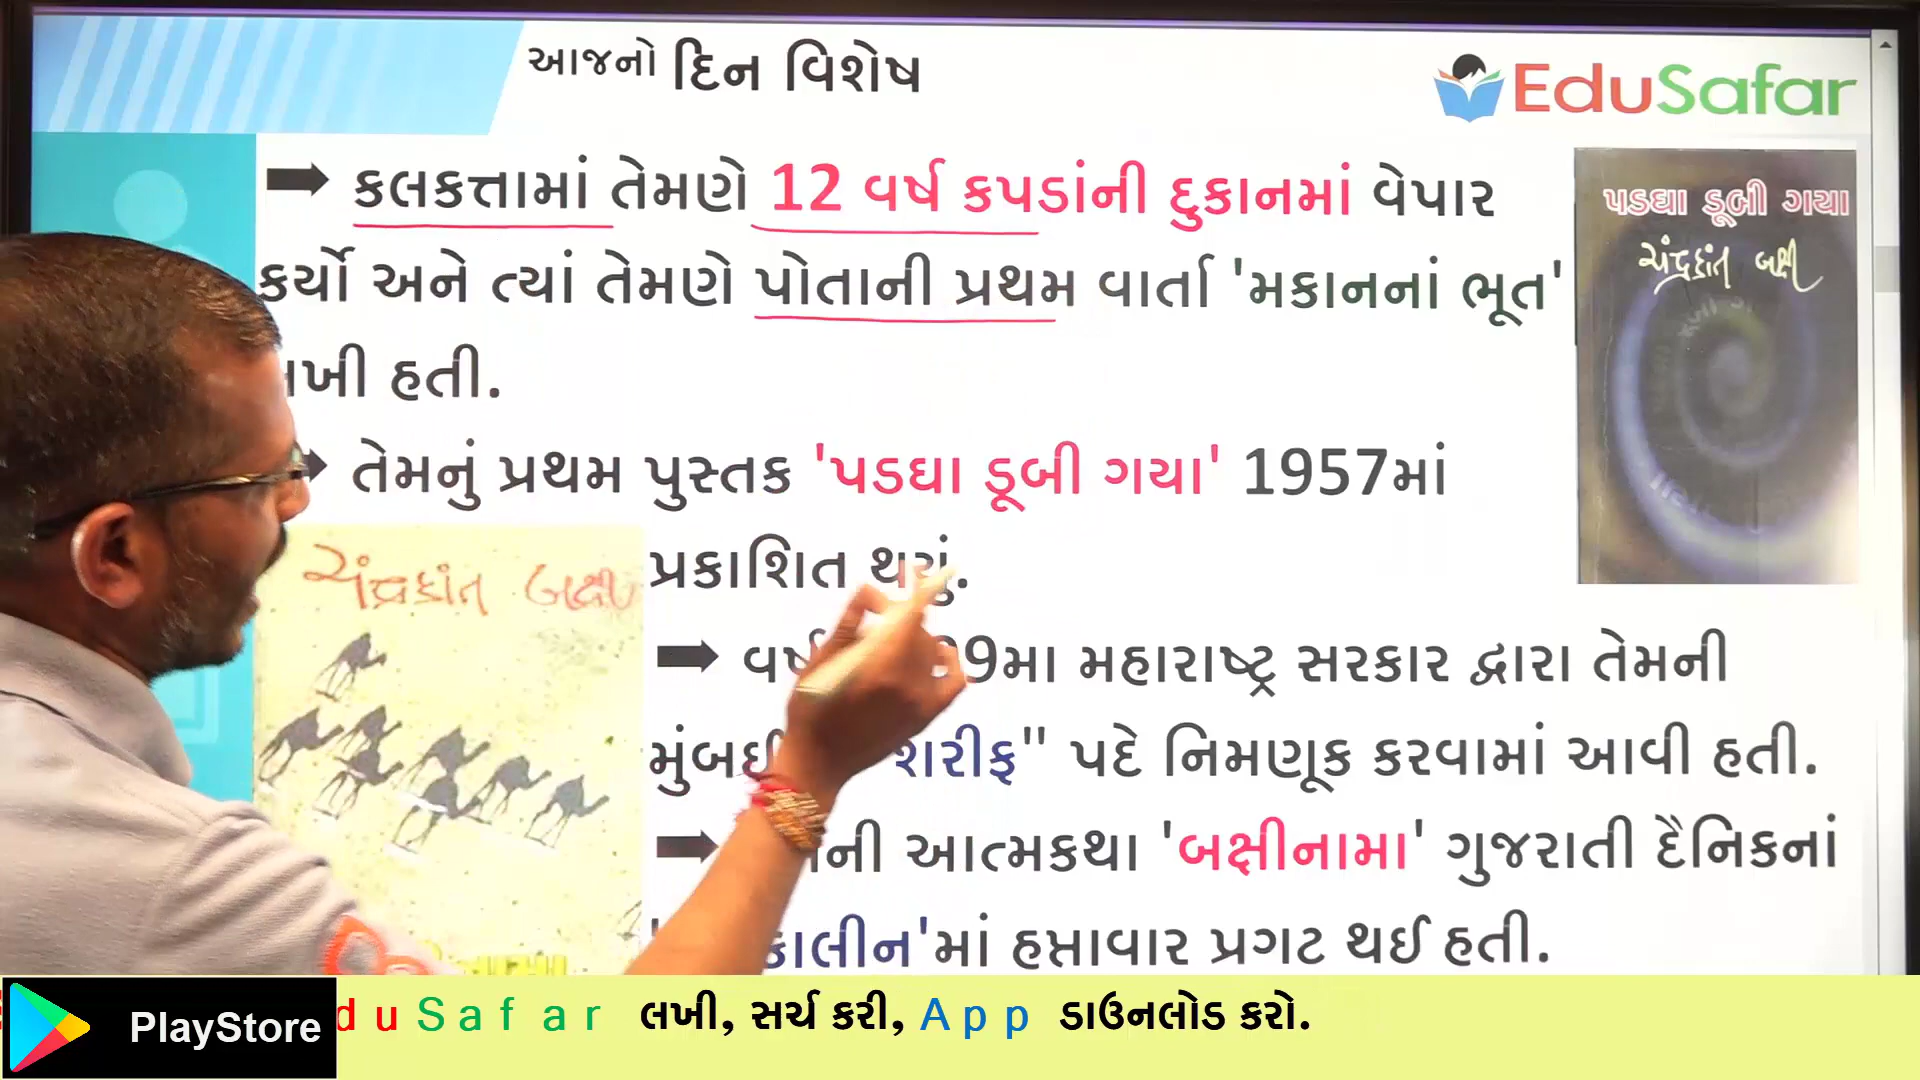 આજનો દિન વિશેષ
EduSafar
કલકત્તામાં તેમણે 12 વર્ષ કપડાંની દુકાનમાં વેપાર
કર્યો અને ત્યાં તેમણે પોતાની પ્રથમ વાર્તા 'મકાનનાં ભૂત'
હતી.
તેમનું પ્રથમ પુસ્તક 'પડઘા ડૂબી ગયા' 1957માં
પ્રકાશિત થયું.
મહારાષ્ટ્ર સરકાર દ્વારા તેમની
શરીફ" પદે નિમણૂક કરવામાં આવી હતી.
આત્મકથા 'બક્ષીનામા' ગુજરાતી દૈનિકનાં
હપ્તાવાર પ્રગટ થઈ હતી.
પડઘા ડૂબી ગયા
ચંદ્રકાંત બક્ષી
ચંદ્રકાંત બક્ષી
PlayStore
duSafar લખી, સર્ચ કરી, App ડાઉનલોડ કરો.